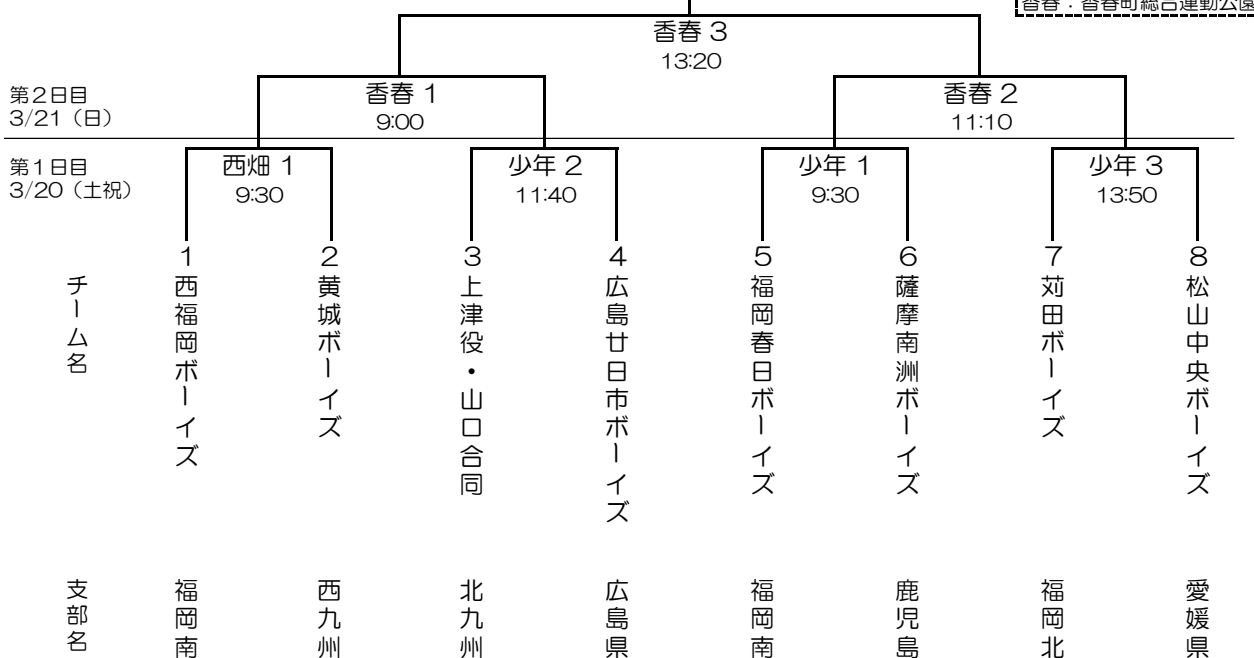 香春：香春町総合運動公園
香春 3
13:20
第2日目
3/21（日）
香春 1
9:00
香春 2
11:10
第1日目
3/20（土祝）
西畑 1
9:30
少年 2
11:40
少年 1
9:30
少年 3
13:50
1
2
3
4
5
6
7
8
チーム名
西福岡ボーイズ
黄城ボーイズ
上津役・山口合同
広島廿日市ボーイズ
福岡春日ボーイズ
薩摩南洲ボーイズ
苅田ボーイズ
松山中央ボーイズ
支部名
福岡南
西九州
北九州
広島県
福岡南
鹿児島
福岡北
愛媛県